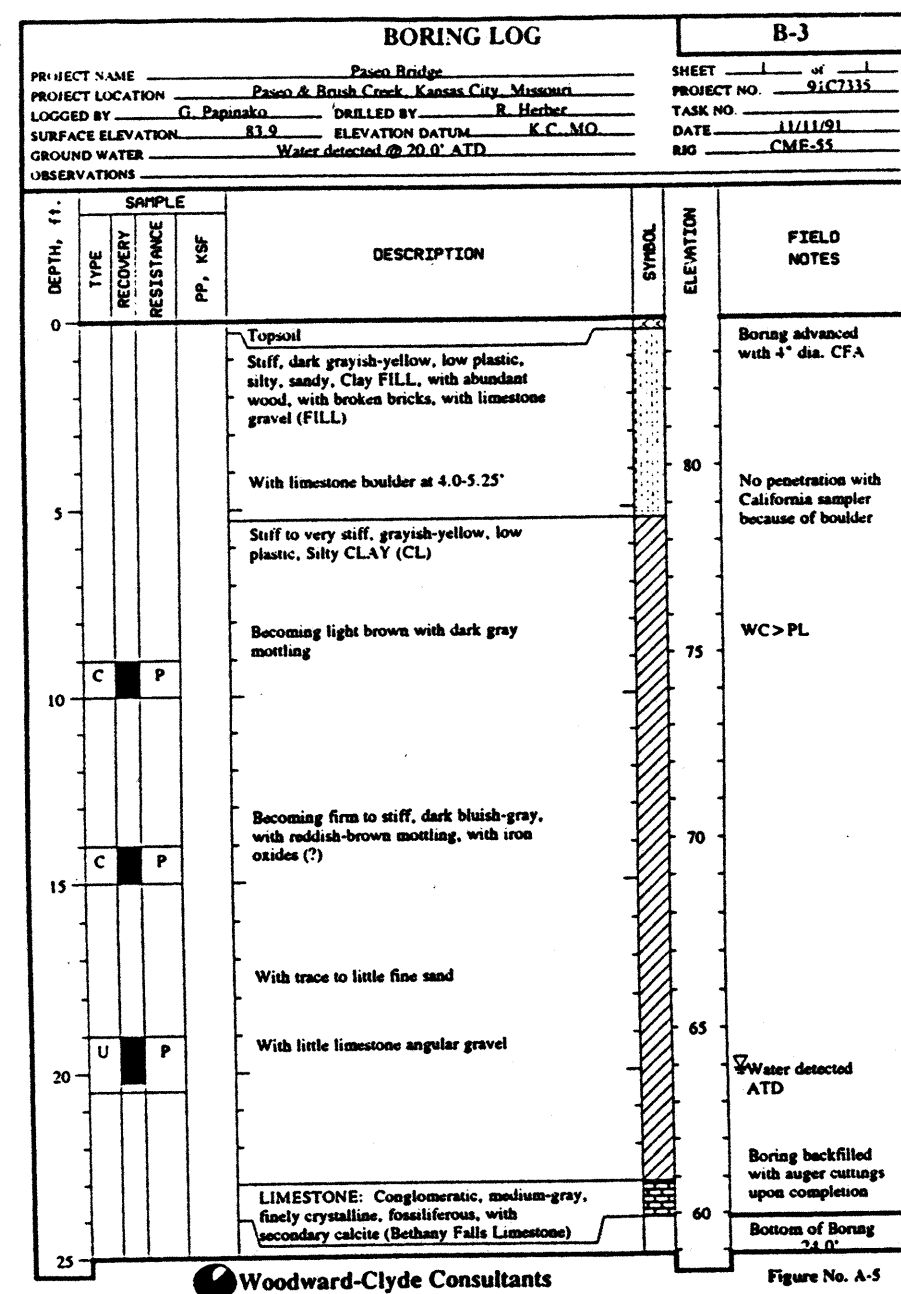 BORING LOG
B-3
PROJECT NAME Paseo Bridge
SHEET 1 of 1
PROJECT LOCATION Paseo & Brush Creek, Kansas City, Missouri
PROJECT NO. 91C7335
LOGGED BY G. Papinako DRILLED BY R. Herber
TASK NO.
SURFACE ELEVATION 83.9 ELEVATION DATUM K.C. MO.
DATE 11/11/91
GROUND WATER Water detected @ 20.0' ATD
RIG CME-55
OBSERVATIONS
DEPTH, ft.
SAMPLE
TYPE
RECOVERY
RESISTANCE
PP, KSF
DESCRIPTION
SYMBOL
ELEVATION
FIELD
NOTES
0
Topsoil
Boring advanced
with 4" dia. CFA
Stiff, dark grayish-yellow, low plastic,
silty, sandy, Clay FILL, with abundant
wood, with broken bricks, with limestone
gravel (FILL)
80
With limestone boulder at 4.0-5.25'
No penetration with
California sampler
because of boulder
5
Stiff to very stiff, grayish-yellow, low
plastic, Silty CLAY (CL)
Becoming light brown with dark gray
mottling
WC>PL
75
C P
10
Becoming firm to stiff, dark bluish-gray,
with reddish-brown mottling, with iron
oxides (?)
70
C P
15
With trace to little fine sand
65
With little limestone angular gravel
U P
20
Water detected
ATD
Boring backfilled
with auger cuttings
upon completion
LIMESTONE: Conglomeratic, medium-gray,
finely crystalline, fossiliferous, with
secondary calcite (Bethany Falls Limestone)
60
Bottom of Boring
24.0'
25
Woodward-Clyde Consultants
Figure No. A-5